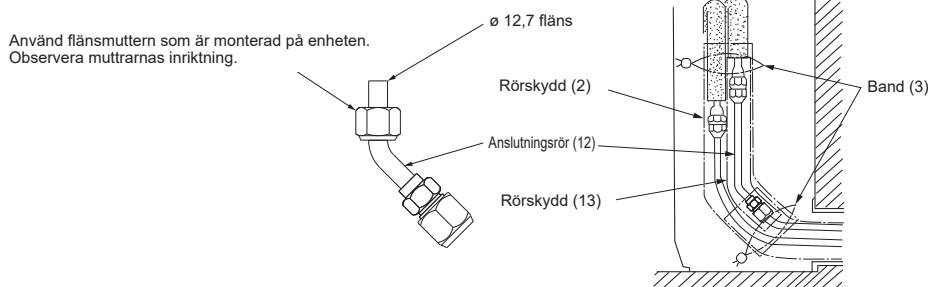 Använd flänsmuttern som är monterad på enheten.
Observera muttrarnas inriktning.
ø 12,7 fläns
Rörskydd (2)
Band (3)
Anslutningsrör (12)
Rörskydd (13)